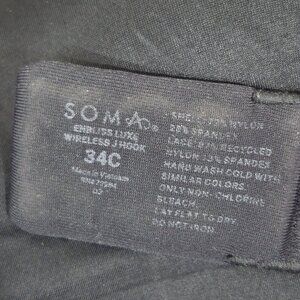 SOMA
ENBLISS LUXE
WIRELESS J HOOK
34C
Made in Vietnam
SHELL: 75% NYLON
25% SPANDEX
LACE: 87% RECYCLED
NYLON 13% SPANDEX
HAND WASH COLD WITH
SIMILAR COLORS
ONLY NON-CHLORINE
BLEACH
LAY FLAT TO DRY
DO NOT IRON